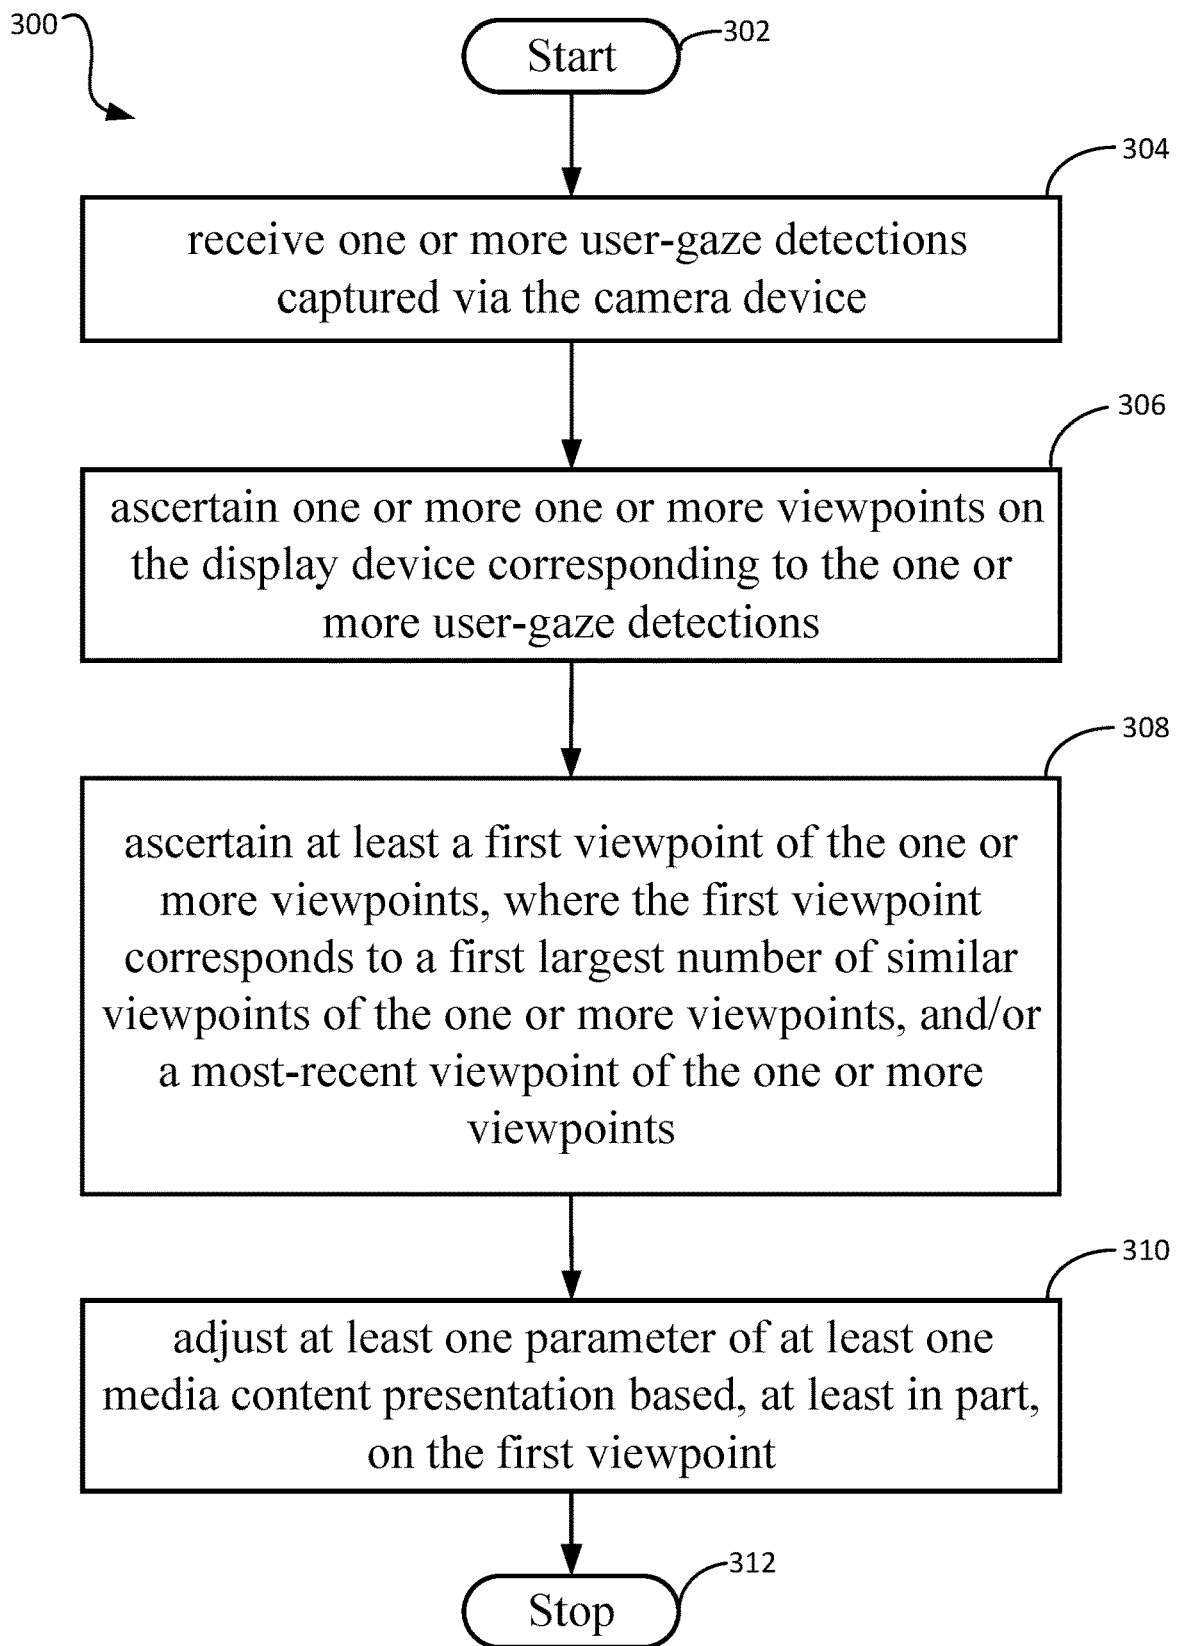 300
Start
302
304
receive one or more user-gaze detections
captured via the camera device
306
ascertain one or more one or more viewpoints on
the display device corresponding to the one or
more user-gaze detections
308
ascertain at least a first viewpoint of the one or
more viewpoints, where the first viewpoint
corresponds to a first largest number of similar
viewpoints of the one or more viewpoints, and/or
a most-recent viewpoint of the one or more
viewpoints
310
adjust at least one parameter of at least one
media content presentation based, at least in part,
on the first viewpoint
312
Stop